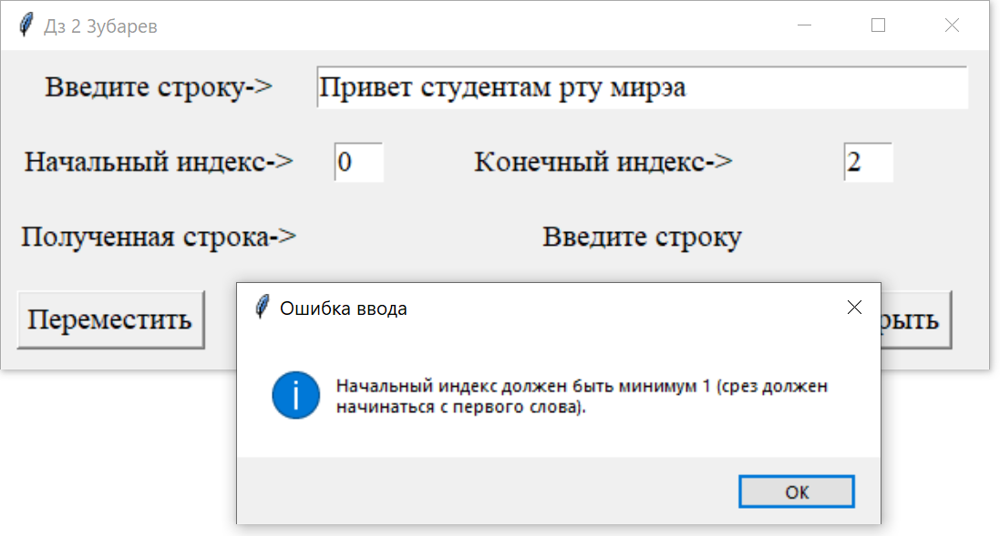 Дз 2 Зубарев
Введите строку-> Привет студентам рту мирэа
Начальный индекс-> 0 Конечный индекс-> 2
Полученная строка-> Введите строку
Переместить рыть
Ошибка ввода
Начальный индекс должен быть минимум 1 (срез должен
начинаться с первого слова).
OK